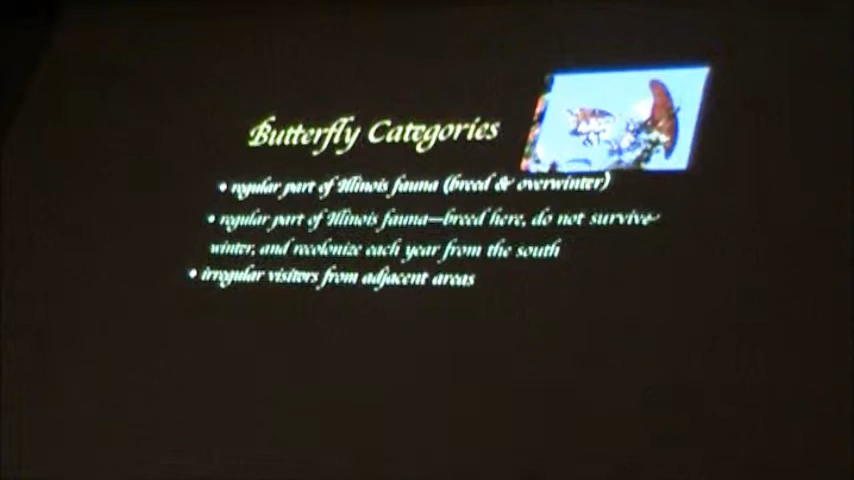 Butterfly Categories
• regular part of Illinois fauna (breed & overwinter)
• regular part of Illinois fauna—breed here, do not survive
winter, and recolonize each year from the south
• irregular visitors from adjacent areas